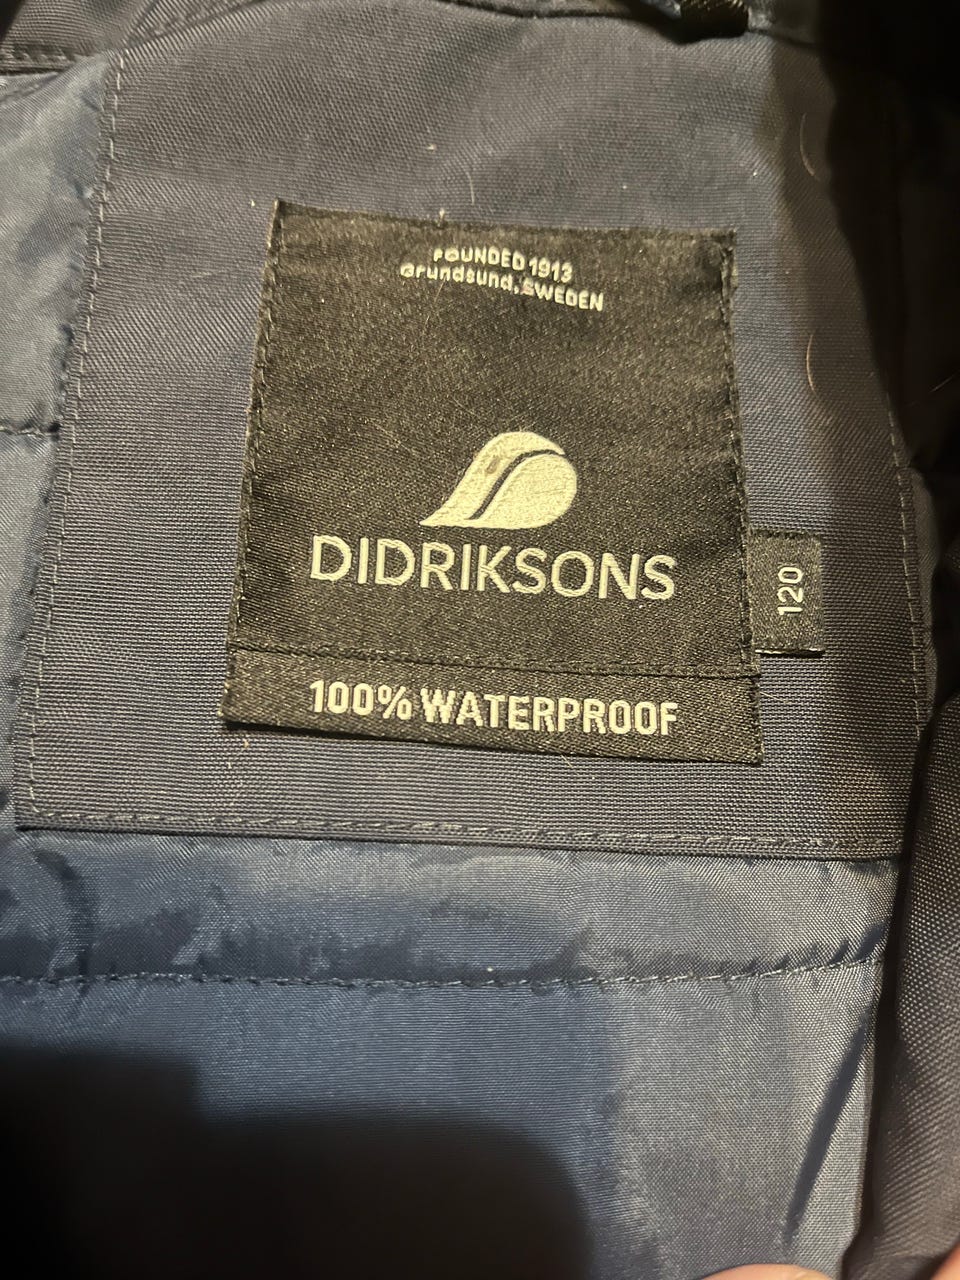 FOUNDED 1913
Grundsund, SWEDEN
DIDRIKSONS
100% WATERPROOF
120